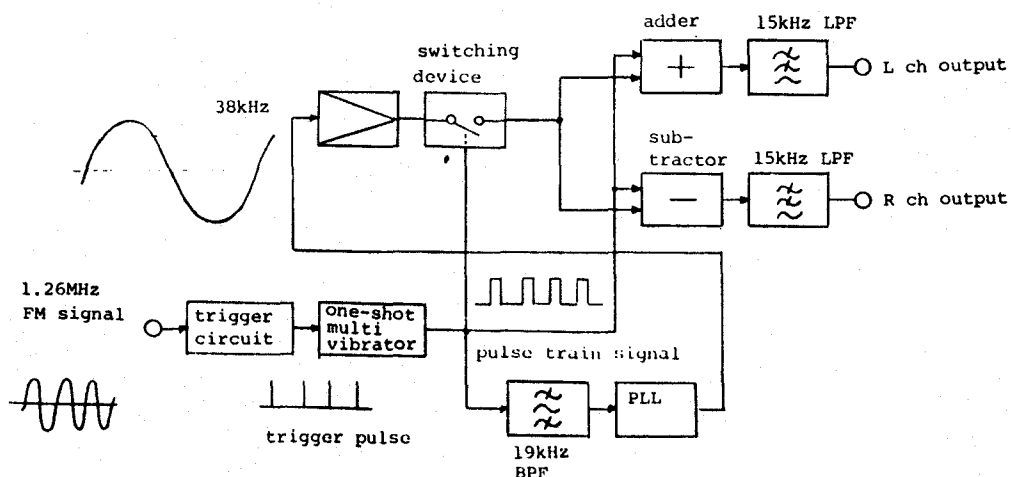 adder
15kHz LPF
switching
device
+
L ch output
38kHz
sub-
tractor
15kHz LPF
−
R ch output
1.26MHz
FM signal
trigger
circuit
one-shot
multi
vibrator
pulse train signal
PLL
trigger pulse
19kHz
BPF